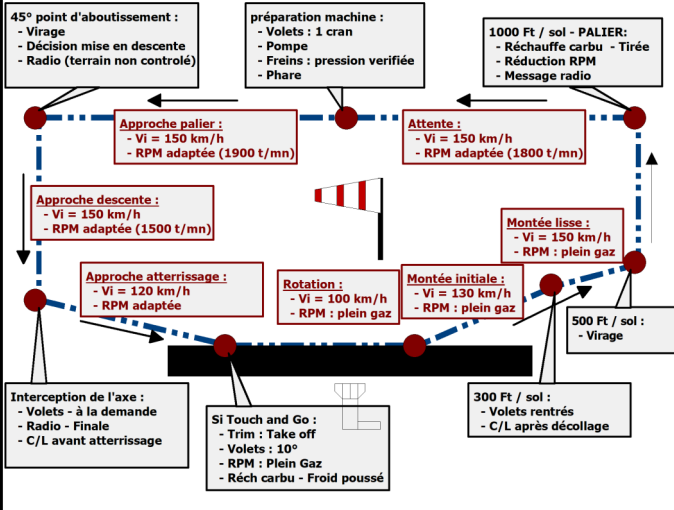 45° point d'aboutissement :
- Virage
- Décision mise en descente
- Radio (terrain non controlé)
préparation machine :
- Volets : 1 cran
- Pompe
- Freins : pression verifiée
- Phare
1000 Ft / sol - PALIER:
- Réchauffe carbu - Tirée
- Réduction RPM
- Message radio
Approche palier :
- Vi = 150 km/h
- RPM adaptée (1900 t/mn)
Attente :
- Vi = 150 km/h
- RPM adaptée (1800 t/mn)
Approche descente :
- Vi = 150 km/h
- RPM adaptée (1500 t/mn)
Montée lisse :
- Vi = 150 km/h
- RPM : plein gaz
Approche atterrissage :
- Vi = 120 km/h
- RPM adaptée
Rotation :
- Vi = 100 km/h
- RPM : plein gaz
Montée initiale :
- Vi = 130 km/h
- RPM : plein gaz
500 Ft / sol :
- Virage
Interception de l'axe :
- Volets - à la demande
- Radio - Finale
- C/L avant atterrissage
Si Touch and Go :
- Trim : Take off
- Volets : 10°
- RPM : Plein Gaz
- Réch carbu - Froid poussé
300 Ft / sol :
- Volets rentrés
- C/L après décollage